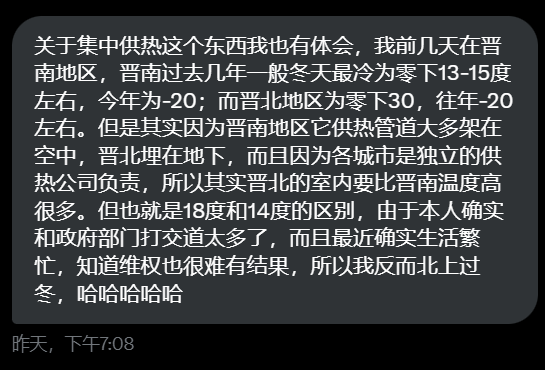 关于集中供热这个东西我也有体会，我前几天在晋
南地区，晋南过去几年一般冬天最冷为零下13-15度
左右，今年为-20；而晋北地区为零下30，往年-20
左右。但是其实因为晋南地区它供热管道大多架在
空中，晋北埋在地下，而且因为各城市是独立的供
热公司负责，所以其实晋北的室内要比晋南温度高
很多。但也就是18度和14度的区别，由于本人确实
和政府部门打交道太多了，而且最近确实生活繁
忙，知道维权也很难有结果，所以我反而北上过
冬，哈哈哈哈哈
昨天，下午7:08